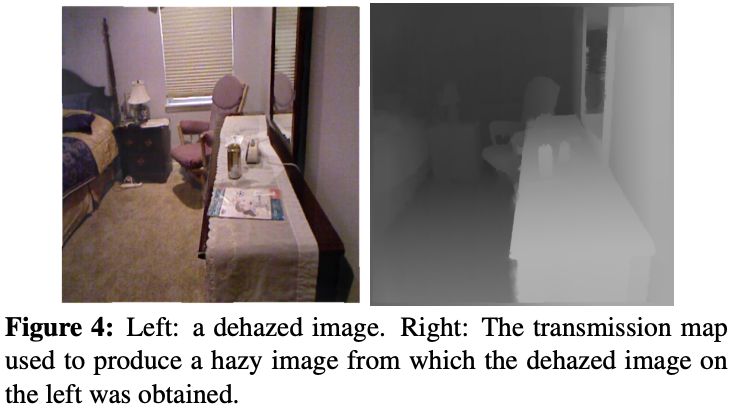 Figure 4: Left: a dehazed image. Right: The transmission map
used to produce a hazy image from which the dehazed image on
the left was obtained.